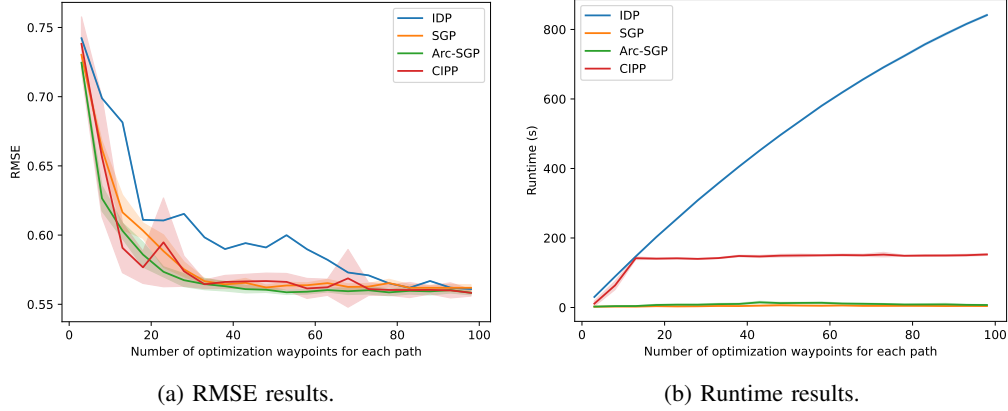 IDP
SGP
Arc-SGP
CIPP
0.75
0.70
0.65
0.60
0.55
RMSE
0 20 40 60 80 100
Number of optimization waypoints for each path
(a) RMSE results.
IDP
SGP
Arc-SGP
CIPP
800
600
400
200
0
Runtime (s)
0 20 40 60 80 100
Number of optimization waypoints for each path
(b) Runtime results.